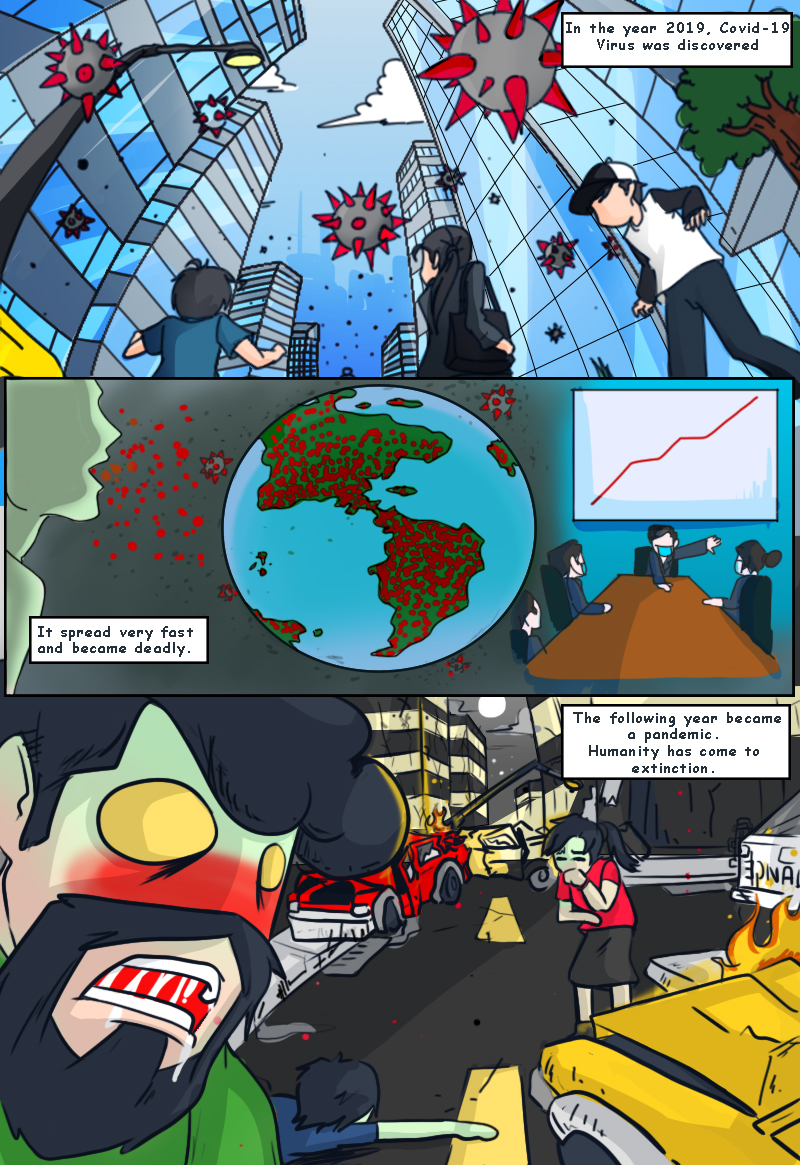 In the year 2019, Covid-19
Virus was discovered
It spread very fast
and became deadly.
The following year became
a pandemic.
Humanity has come to
extinction.